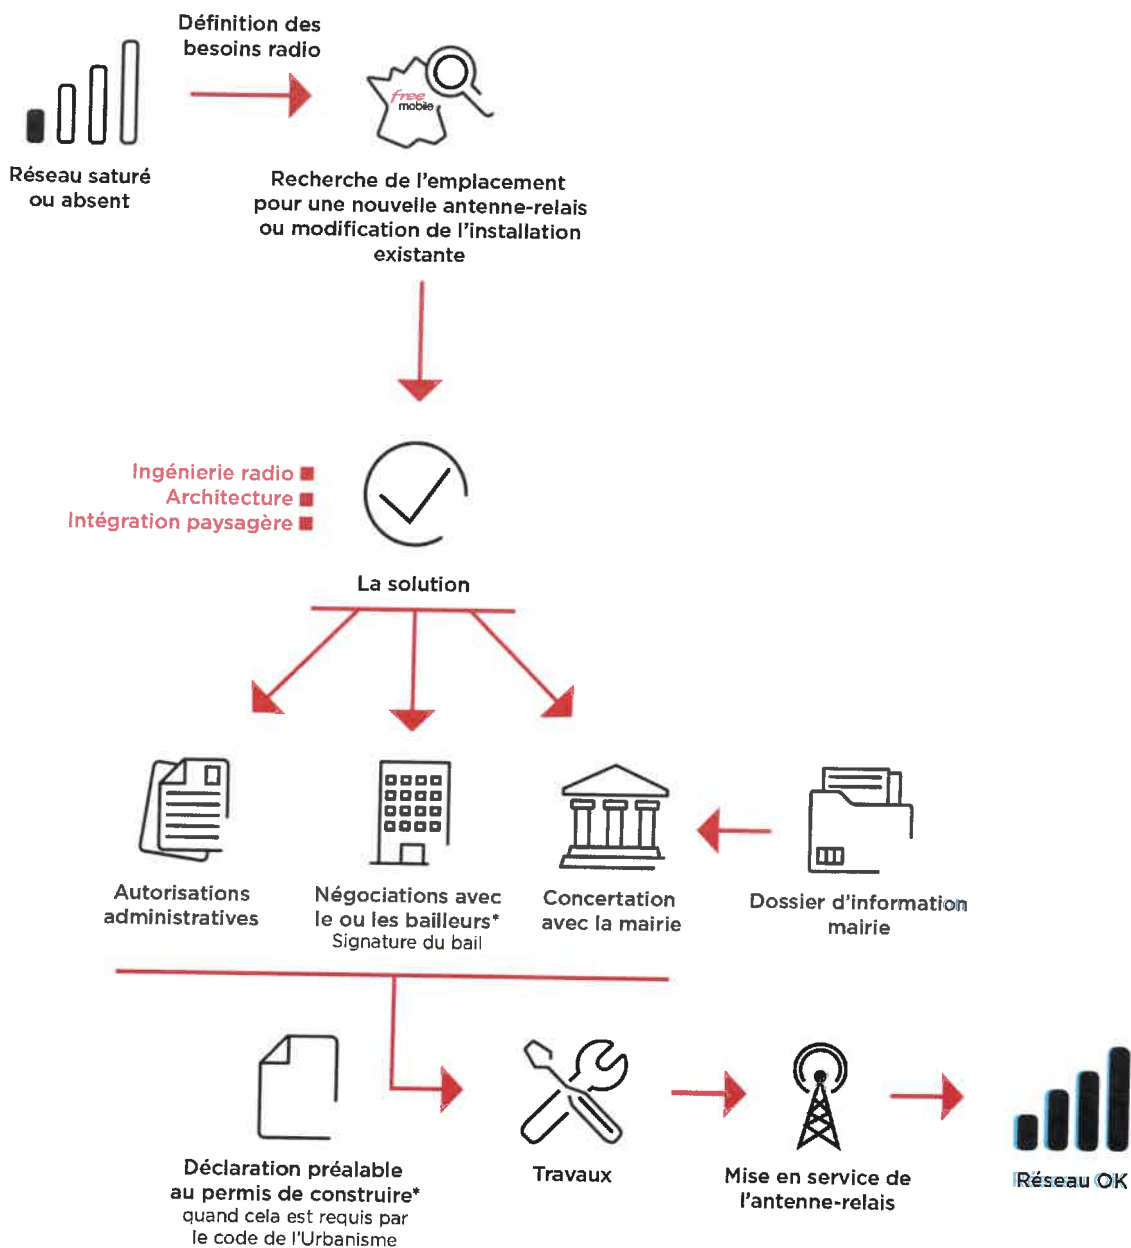 Définition des
besoins radio
Réseau saturé
ou absent
free
mobile
Recherche de l'emplacement
pour une nouvelle antenne-relais
ou modification de l'installation
existante
Ingénierie radio
Architecture
Intégration paysagère
La solution
Autorisations
administratives
Négociations avec
le ou les bailleurs*
Signature du bail
Concertation
avec la mairie
Dossier d'information
mairie
Déclaration préalable
au permis de construire*
quand cela est requis par
le code de l'Urbanisme
Travaux
Mise en service de
l'antenne-relais
Réseau OK